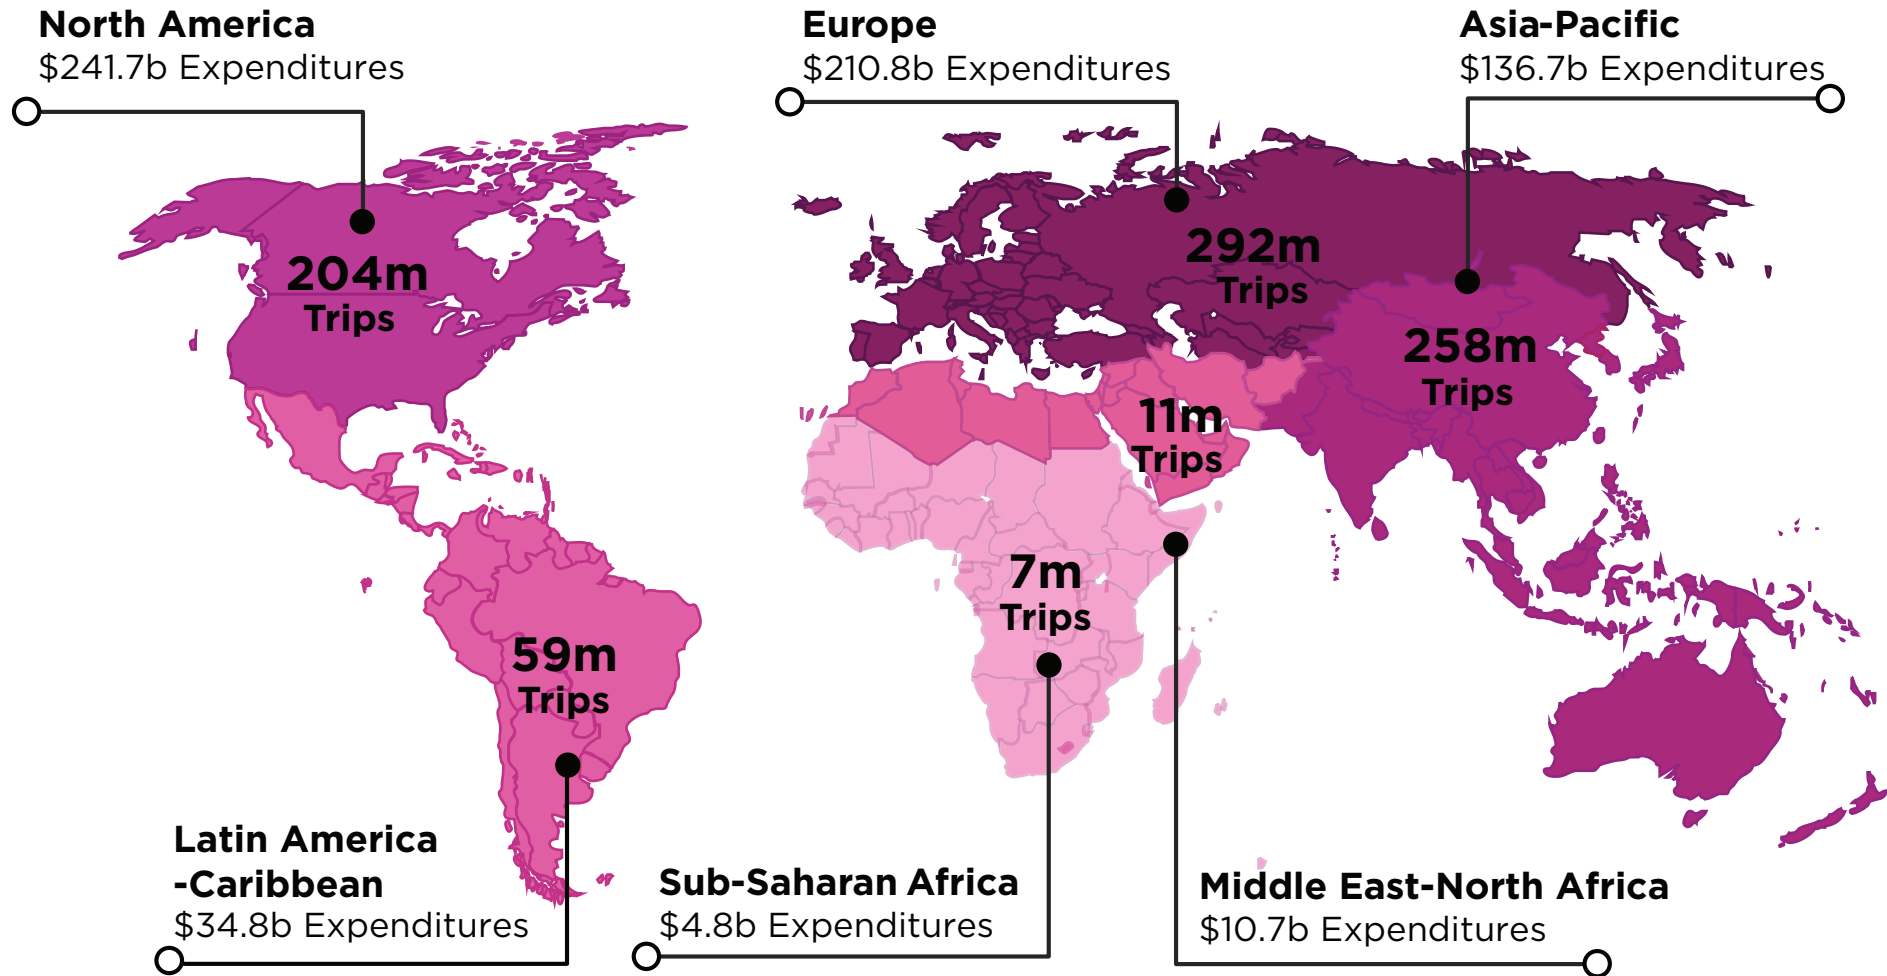 North America
$241.7b Expenditures
Europe
$210.8b Expenditures
Asia-Pacific
$136.7b Expenditures
204m
Trips
292m
Trips
258m
Trips
11m
Trips
7m
Trips
59m
Trips
Latin America
-Caribbean
$34.8b Expenditures
Sub-Saharan Africa
$4.8b Expenditures
Middle East-North Africa
$10.7b Expenditures